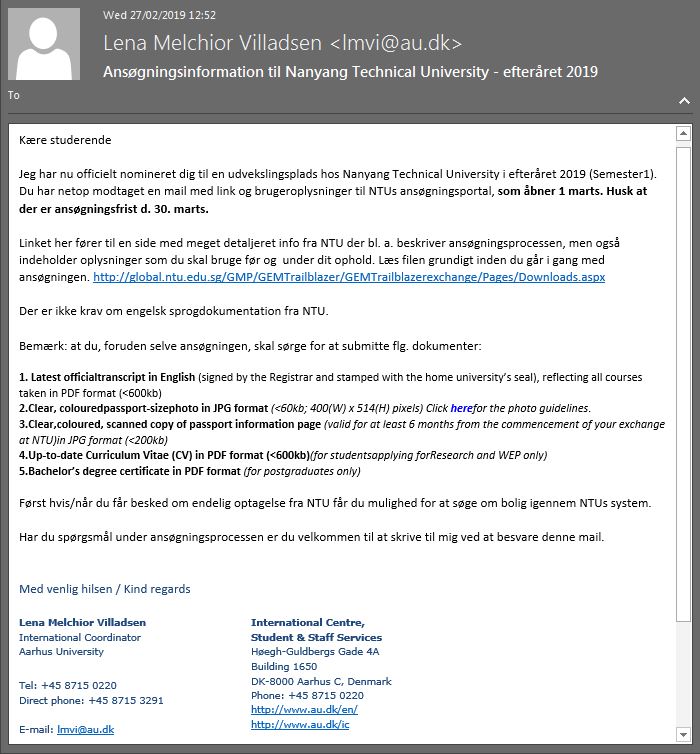 Wed 27/02/2019 12:52
Lena Melchior Villadsen <lmvi@au.dk>
Ansøgningsinformation til Nanyang Technical University - efteråret 2019
To
Kære studerende
Jeg har nu officielt nomineret dig til en udvekslingsplads hos Nanyang Technical University i efteråret 2019 (Semester1).
Du har netop modtaget en mail med link og brugeroplysninger til NTUs ansøgningsportal, som åbner 1 marts. Husk at
der er ansøgningsfrist d. 30. marts.
Linket her fører til en side med meget detaljeret info fra NTU der bl. a. beskriver ansøgningsprocessen, men også
indeholder oplysninger som du skal bruge før og under dit ophold. Læs filen grundigt inden du går i gang med
ansøgningen. http://global.ntu.edu.sg/GMP/GEMTrailblazer/GEMTrailblazerexchange/Pages/Downloads.aspx
Der er ikke krav om engelsk sprogdokumentation fra NTU.
Bemærk: at du, foruden selve ansøgningen, skal sørge for at submitte flg. dokumenter:
1. Latest officialtranscript in English (signed by the Registrar and stamped with the home university's seal), reflecting all courses
taken in PDF format (<600kb)
2.Clear, colouredpassport-sizephoto in JPG format (<60kb; 400(W) x 514(H) pixels) Click herefor the photo guidelines.
3.Clear,coloured, scanned copy of passport information page (valid for at least 6 months from the commencement of your exchange
at NTU)in JPG format (<200kb)
4.Up-to-date Curriculum Vitae (CV) in PDF format (<600kb)(for studentsapplying forResearch and WEP only)
5.Bachelor's degree certificate in PDF format (for postgraduates only)
Først hvis/når du får besked om endelig optagelse fra NTU får du mulighed for at søge om bolig igennem NTUs system.
Har du spørgsmål under ansøgningsprocessen er du velkommen til at skrive til mig ved at besvare denne mail.
Med venlig hilsen / Kind regards
Lena Melchior Villadsen
International Coordinator
Aarhus University
Tel: +45 8715 0220
Direct phone: +45 8715 3291
E-mail: lmvi@au.dk
International Centre,
Student & Staff Services
Høegh-Guldbergs Gade 4A
Building 1650
DK-8000 Aarhus C, Denmark
Phone: +45 8715 0220
http://www.au.dk/en/
http://www.au.dk/ic